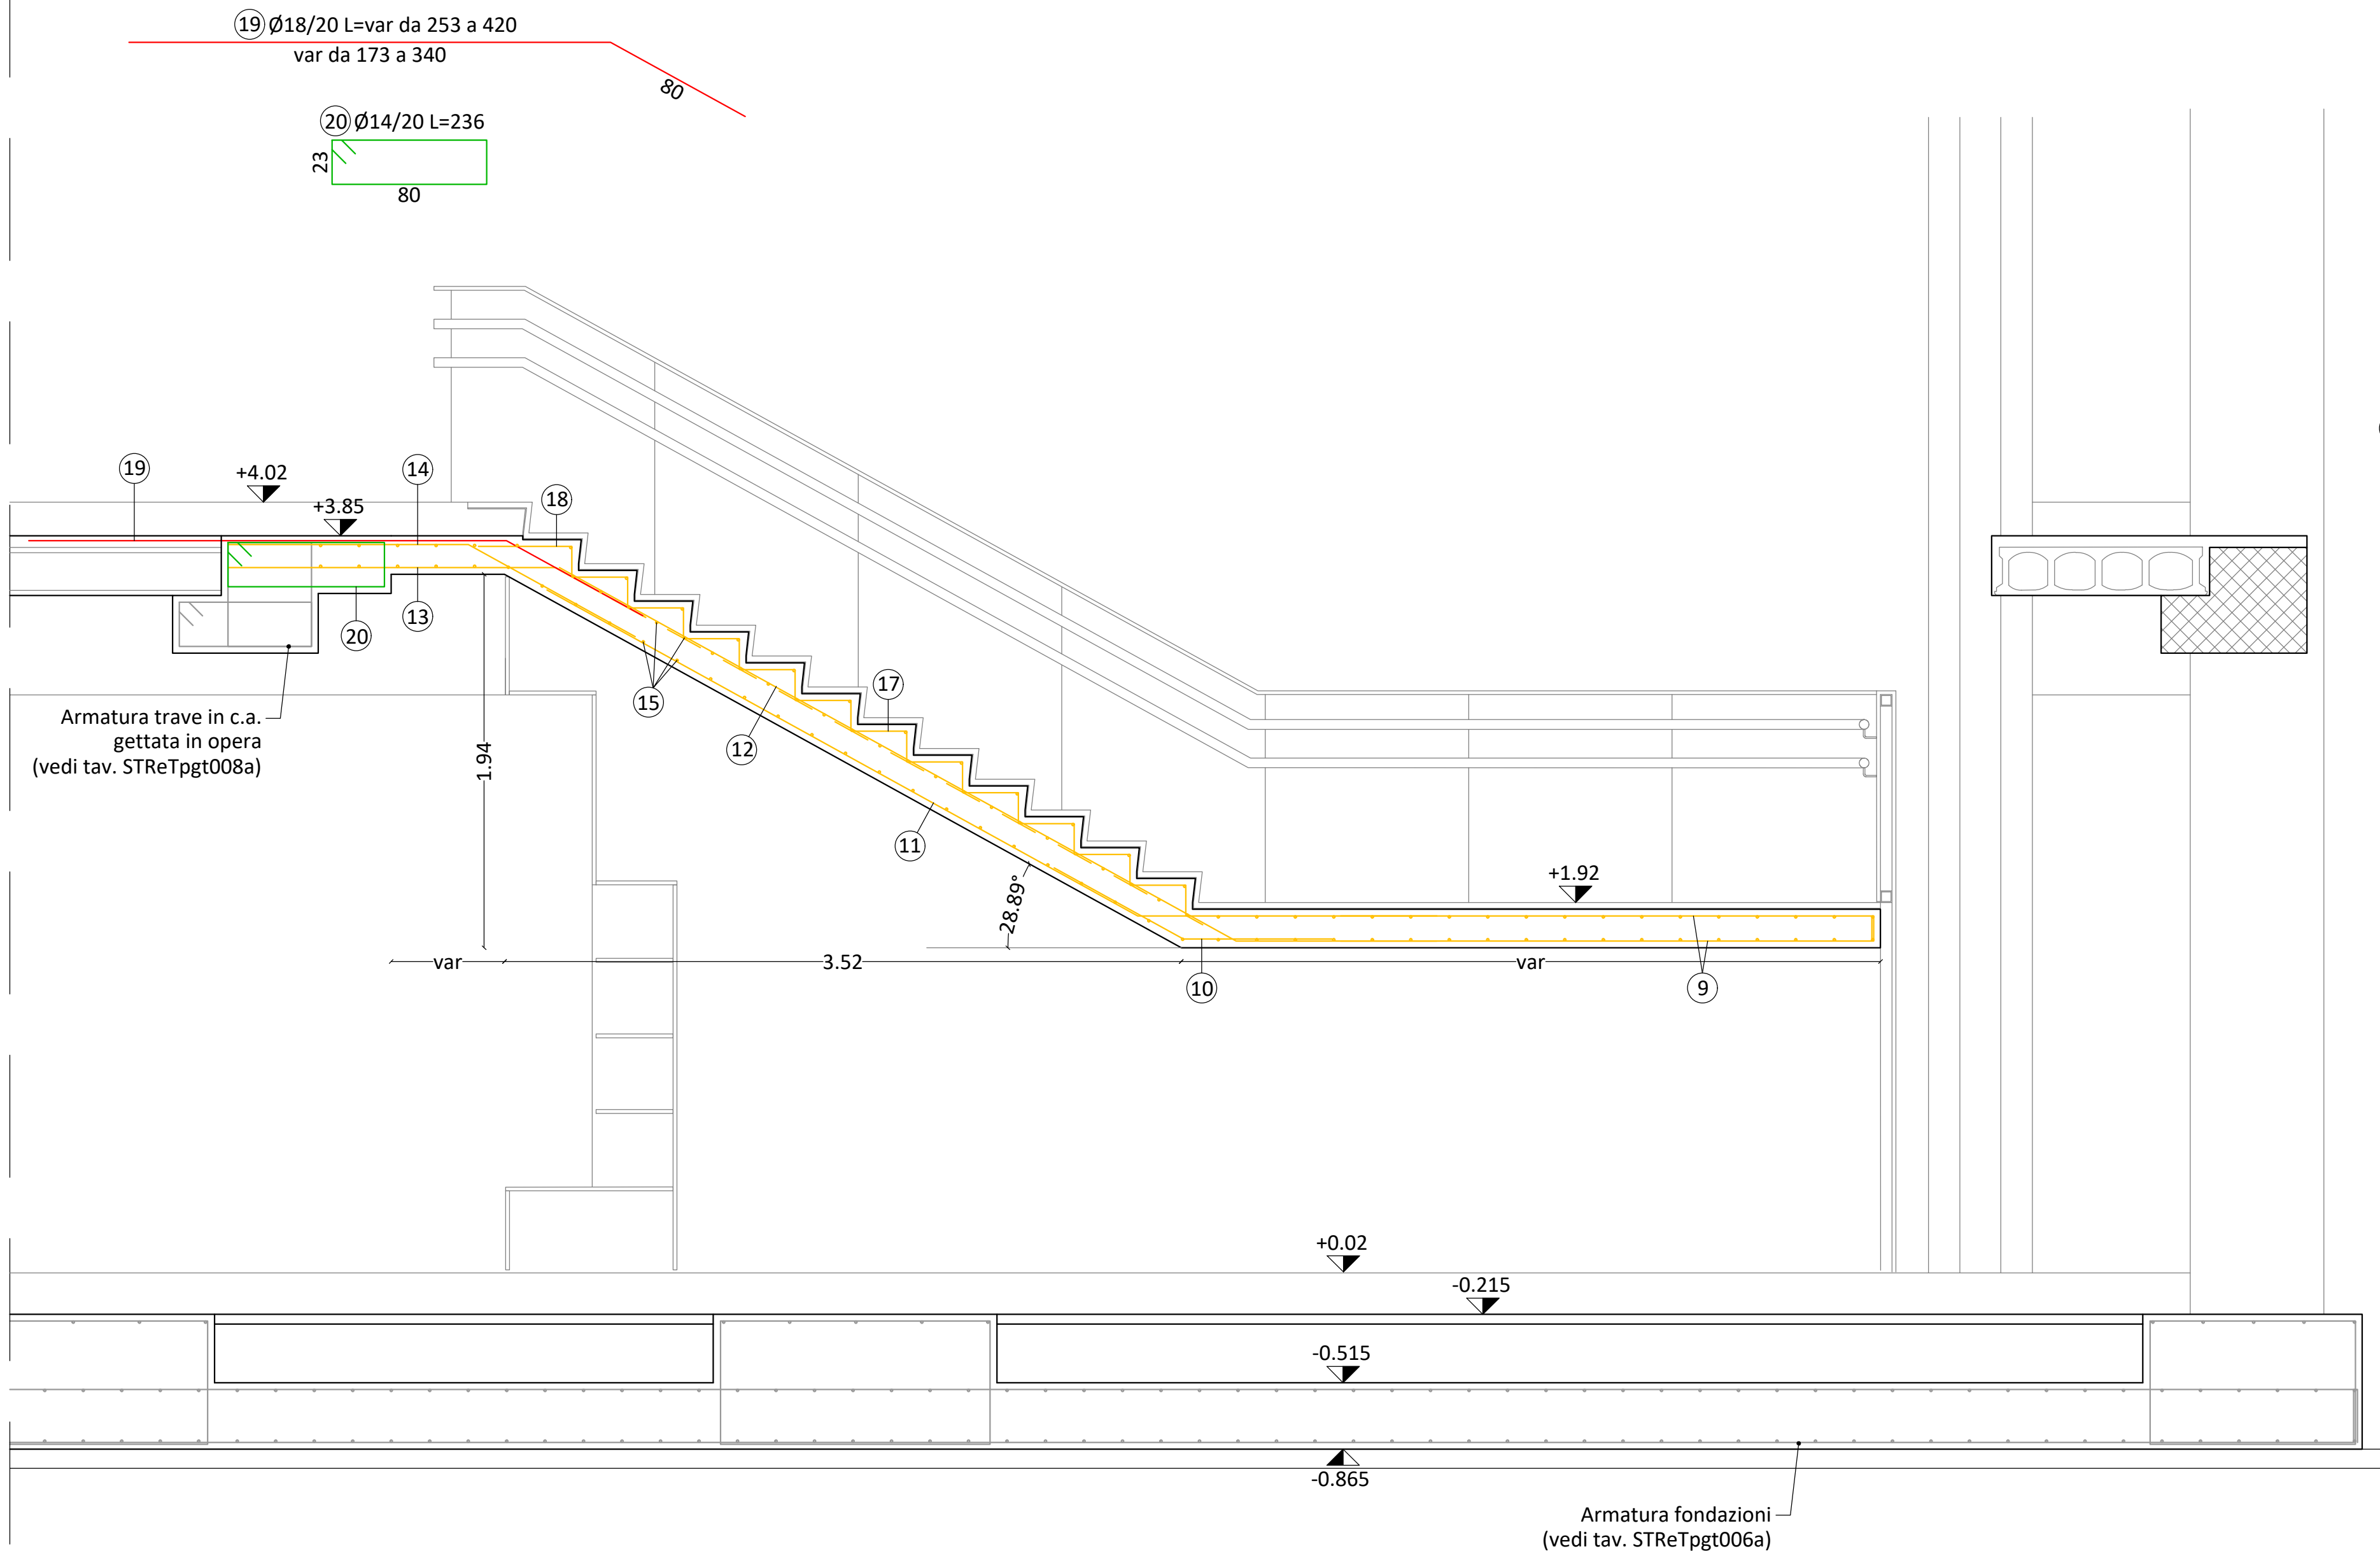 19 Ø18/20 L=var da 253 a 420
var da 173 a 340
80
20 Ø14/20 L=236
23
80
19
+4.02
14
+3.85
18
13
20
15
17
12
11
Armatura trave in c.a.
gettata in opera
(vedi tav. STReTpgt008a)
1.94
28.89°
+1.92
var
3.52
var
10
9
+0.02
-0.215
-0.515
-0.865
Armatura fondazioni
(vedi tav. STReTpgt006a)